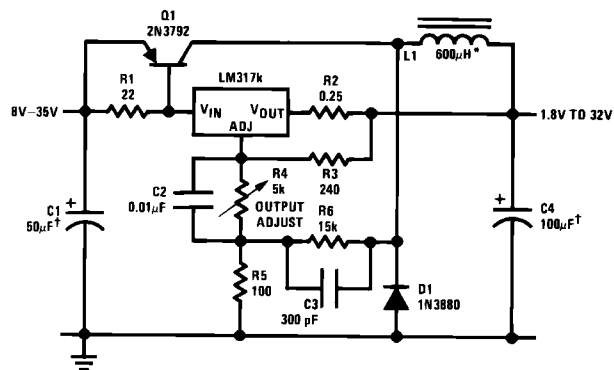 Q1
2N3792
L1
600μH*
R1
22
LM317k
VIN
VOUT
ADJ
R2
0.25
8V–35V
1.8V TO 32V
R4
5k
OUTPUT
ADJUST
R3
240
C2
0.01μF
R6
15k
C1
50μF†
+
C4
100μF†
+
R5
100
C3
300 pF
D1
1N3880